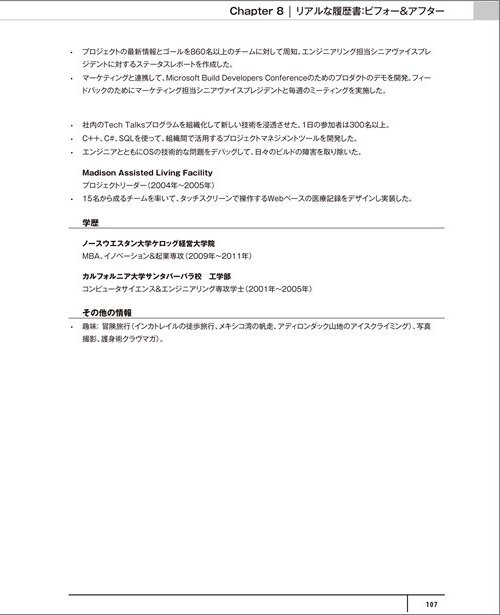 Chapter 8 | リアルな履歴書:ビフォー&アフター
・ プロジェクトの最新情報とゴールを860名以上のチームに対して周知。エンジニアリング担当シニアヴァイスプレ
ジデントに対するステータスレポートを作成した。
・ マーケティングと連携して、Microsoft Build Developers Conferenceのためのプロダクトのデモを開発。フィー
ドバックのためにマーケティング担当シニアヴァイスプレジデントと毎週のミーティングを実施した。
・ 社内のTech Talksプログラムを組織化して新しい技術を浸透させた。1日の参加者は300名以上。
・ C++、C#、SQLを使って、組織間で活用するプロジェクトマネジメントツールを開発した。
・ エンジニアとともにOSの技術的な問題をデバッグして、日々のビルドの障害を取り除いた。
Madison Assisted Living Facility
プロジェクトリーダー(2004年〜2005年)
・ 15名から成るチームを率いて、タッチスクリーンで操作するWebベースの医療記録をデザインし実装した。
学歴
ノースウエスタン大学ケロッグ経営大学院
MBA、イノベーション&起業専攻(2009年〜2011年)
カルフォルニア大学サンタバーバラ校 工学部
コンピュータサイエンス&エンジニアリング専攻学士(2001年〜2005年)
その他の情報
・ 趣味: 冒険旅行(インカトレイルの徒歩旅行、メキシコ湾の帆走、アディロンダック山地のアイスクライミング)、写真
撮影、護身術クラヴマガ)。
107